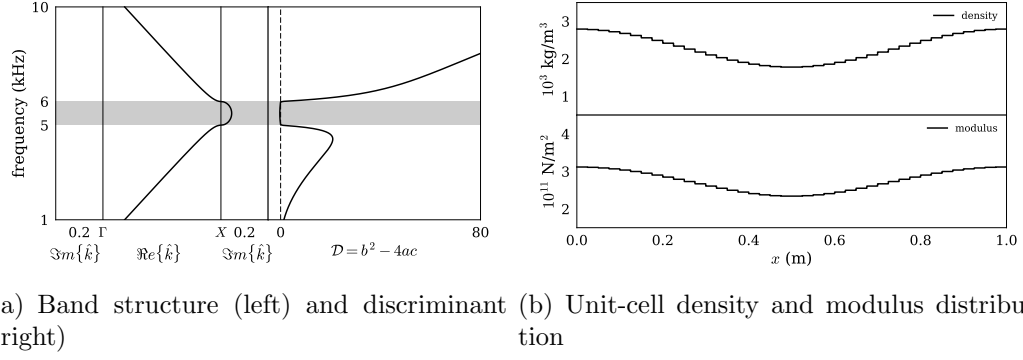 10
6
5
1
frequency (kHz)
0.2 Γ X 0.2 0 80
ℑm{k̂} ℜe{k̂} ℑm{k̂} 𝒟 = b² − 4ac
3
2
1
10³ kg/m³
density
4
3
2
10¹¹ N/m²
modulus
0.0 0.2 0.4 0.6 0.8 1.0
x (m)
a) Band structure (left) and discriminant
right)
(b) Unit-cell density and modulus distribu
tion